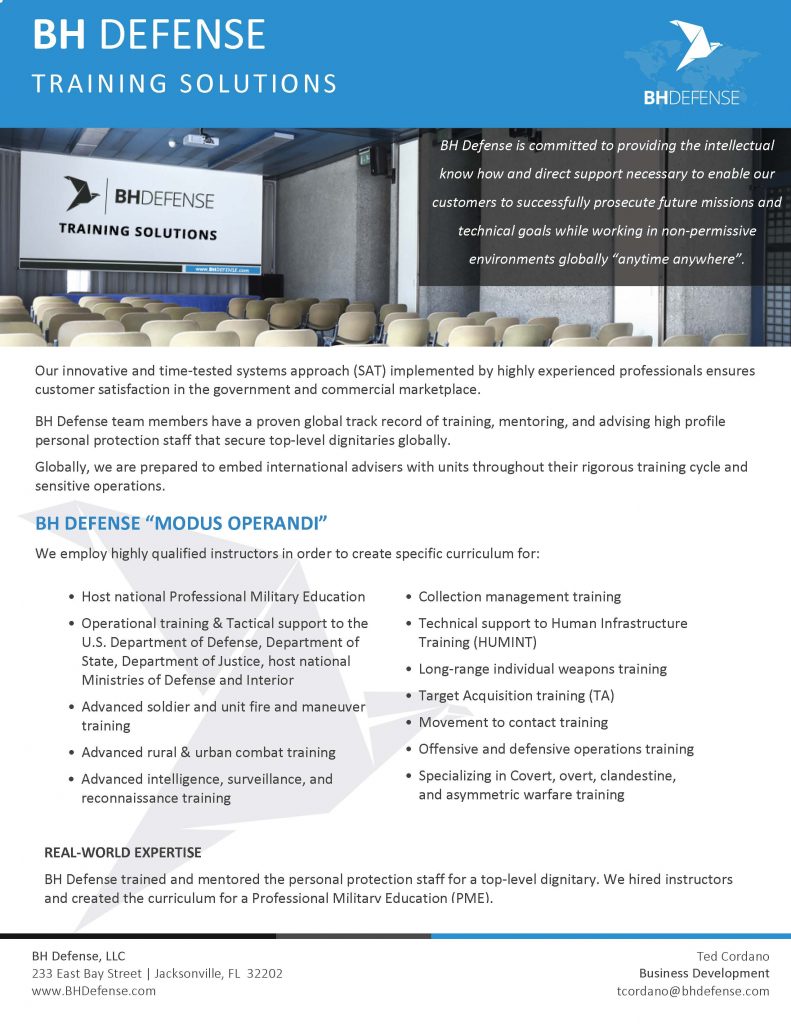 BH DEFENSE
TRAINING SOLUTIONS
BHDEFENSE
BHDEFENSE
TRAINING SOLUTIONS
www.BHDEFENSE.com
BH Defense is committed to providing the intellectual
know how and direct support necessary to enable our
customers to successfully prosecute future missions and
technical goals while working in non-permissive
environments globally “anytime anywhere”.
Our innovative and time-tested systems approach (SAT) implemented by highly experienced professionals ensures
customer satisfaction in the government and commercial marketplace.
BH Defense team members have a proven global track record of training, mentoring, and advising high profile
personal protection staff that secure top-level dignitaries globally.
Globally, we are prepared to embed international advisers with units throughout their rigorous training cycle and
sensitive operations.
BH DEFENSE “MODUS OPERANDI”
We employ highly qualified instructors in order to create specific curriculum for:
• Host national Professional Military Education
• Operational training & Tactical support to the
U.S. Department of Defense, Department of
State, Department of Justice, host national
Ministries of Defense and Interior
• Advanced soldier and unit fire and maneuver
training
• Advanced rural & urban combat training
• Advanced intelligence, surveillance, and
reconnaissance training
• Collection management training
• Technical support to Human Infrastructure
Training (HUMINT)
• Long-range individual weapons training
• Target Acquisition training (TA)
• Movement to contact training
• Offensive and defensive operations training
• Specializing in Covert, overt, clandestine,
and asymmetric warfare training
REAL-WORLD EXPERTISE
BH Defense trained and mentored the personal protection staff for a top-level dignitary. We hired instructors
and created the curriculum for a Professional Military Education (PME).
BH Defense, LLC
233 East Bay Street | Jacksonville, FL 32202
www.BHDefense.com
Ted Cordano
Business Development
tcordano@bhdefense.com